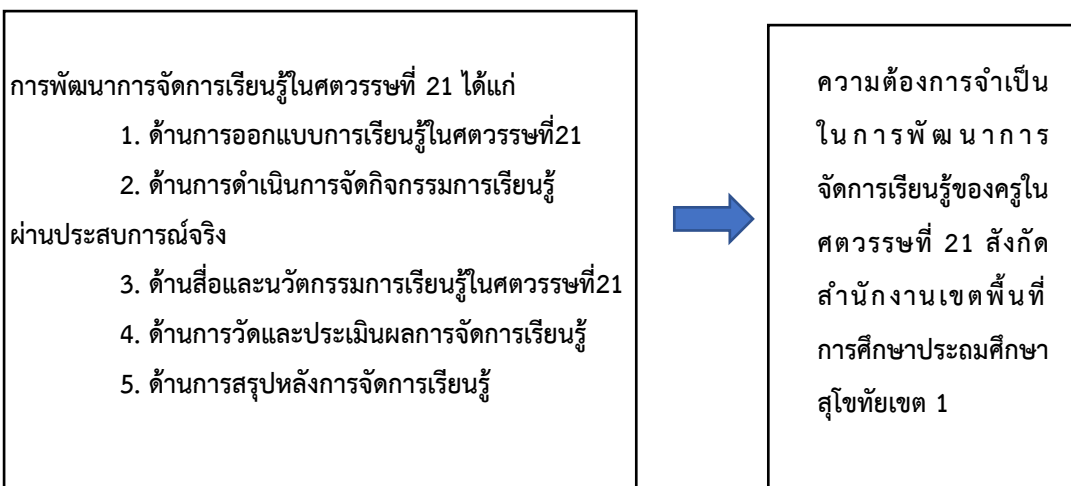 การพัฒนาการจัดการเรียนรู้ในศตวรรษที่ 21 ได้แก่
1. ด้านการออกแบบการเรียนรู้ในศตวรรษที่21
2. ด้านการดำเนินการจัดกิจกรรมการเรียนรู้
ผ่านประสบการณ์จริง
3. ด้านสื่อและนวัตกรรมการเรียนรู้ในศตวรรษที่21
4. ด้านการวัดและประเมินผลการจัดการเรียนรู้
5. ด้านการสรุปหลังการจัดการเรียนรู้
ความต้องการจำเป็น
ในการพัฒนาการ
จัดการเรียนรู้ของครูใน
ศตวรรษที่ 21 สังกัด
สำนักงานเขตพื้นที่
การศึกษาประถมศึกษา
สุโขทัยเขต 1